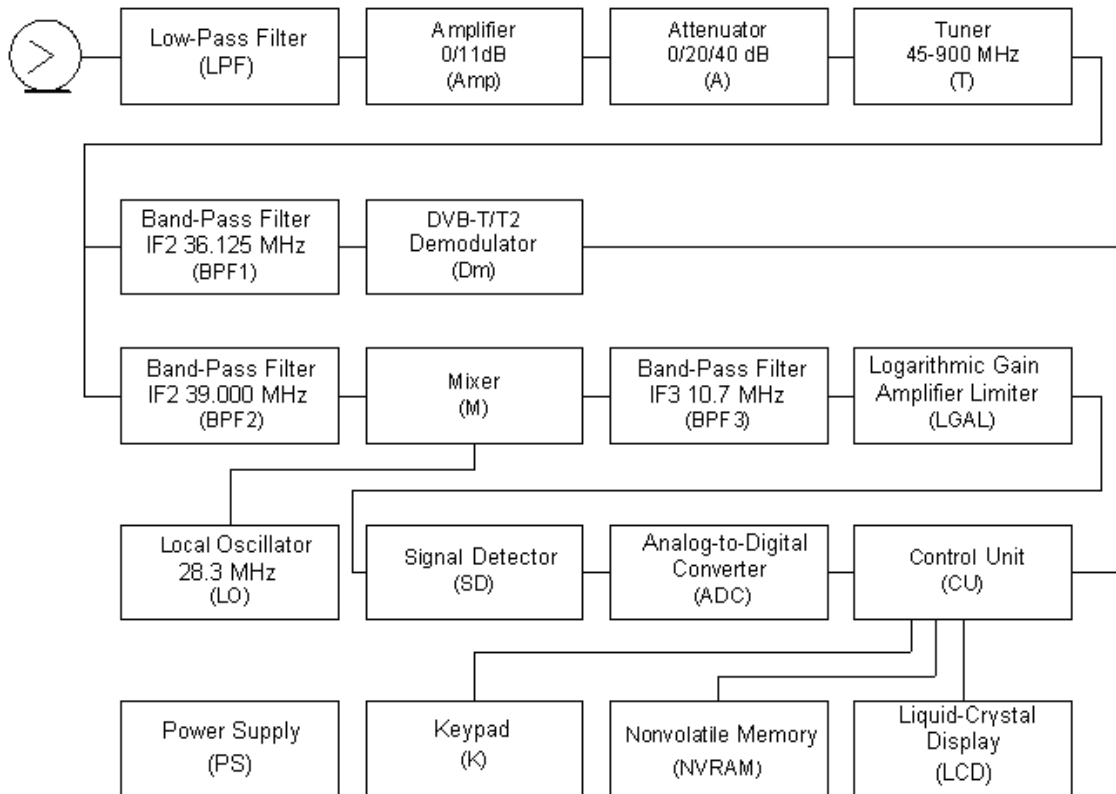 Low-Pass Filter
(LPF)
Amplifier
0/11dB
(Amp)
Attenuator
0/20/40 dB
(A)
Tuner
45-900 MHz
(T)
Band-Pass Filter
IF2 36.125 MHz
(BPF1)
DVB-T/T2
Demodulator
(Dm)
Band-Pass Filter
IF2 39.000 MHz
(BPF2)
Mixer
(M)
Band-Pass Filter
IF3 10.7 MHz
(BPF3)
Logarithmic Gain
Amplifier Limiter
(LGAL)
Local Oscillator
28.3 MHz
(LO)
Signal Detector
(SD)
Analog-to-Digital
Converter
(ADC)
Control Unit
(CU)
Power Supply
(PS)
Keypad
(K)
Nonvolatile Memory
(NVRAM)
Liquid-Crystal
Display
(LCD)